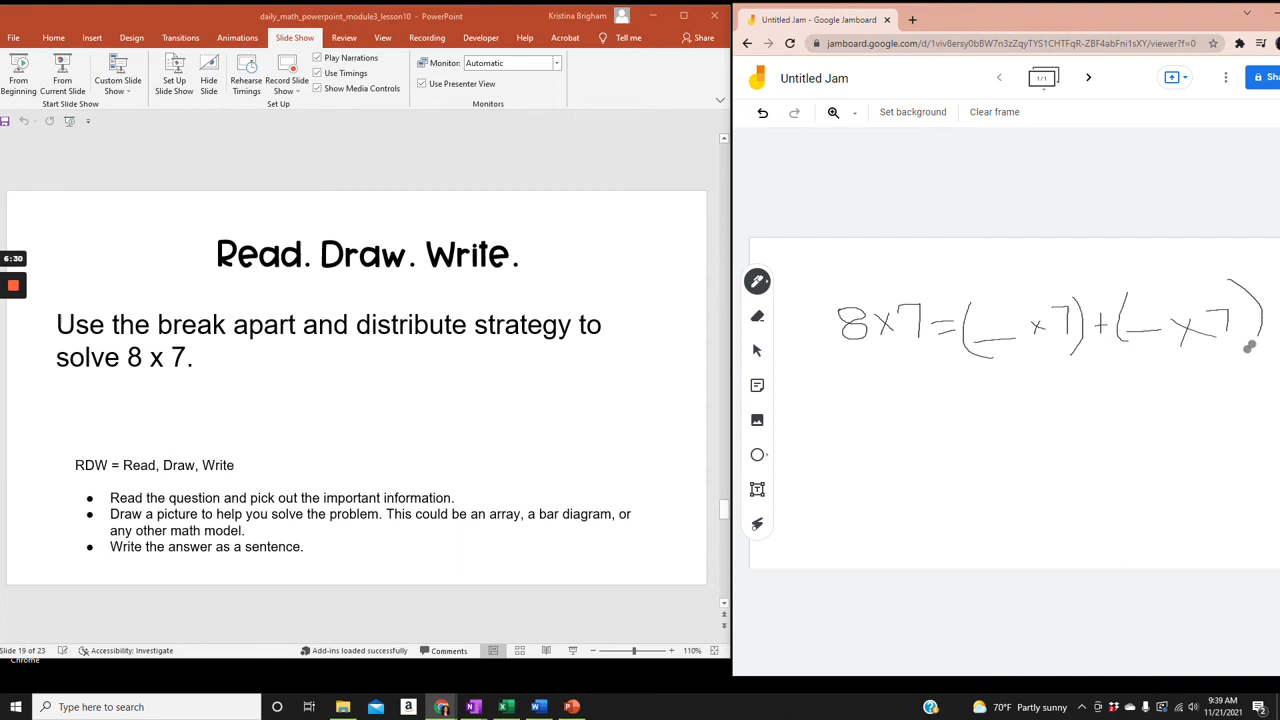 daily_math_powerpoint_module3_lesson10 - PowerPoint
Kristina Brigham
File Home Insert Design Transitions Animations Slide Show Review View Recording Developer Help Acrobat Tell me Share
From Beginning
From Current Slide
Custom Slide Show
Start Slide Show
Set Up Slide Show
Hide Slide
Rehearse Timings
Record Slide Show
Play Narrations
Use Timings
Show Media Controls
Set Up
Monitor: Automatic
Use Presenter View
Monitors
6:30
Read. Draw. Write.
Use the break apart and distribute strategy to
solve 8 x 7.
RDW = Read, Draw, Write
● Read the question and pick out the important information.
● Draw a picture to help you solve the problem. This could be an array, a bar diagram, or
any other math model.
● Write the answer as a sentence.
Slide 19 of 23 Accessibility: Investigate Add-ins loaded successfully Comments 110%
Chrome
Untitled Jam - Google Jamboard
jamboard.google.com/d/1viv8ersy0bBW7n3zZqyTYS1CHTFqR-ZBF4abFni1sXY/viewer?f=0
Untitled Jam
1/1
Sha
Set background Clear frame
8x7=(__ x 7)+(__ x7)
Type here to search
70°F Partly sunny
9:39 AM
11/21/2021